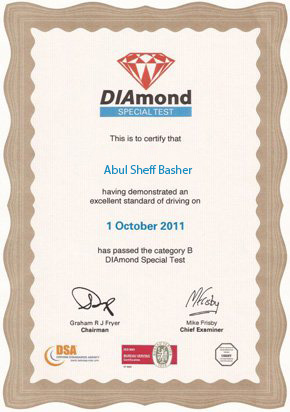 DIAmond
SPECIAL TEST
This is to certify that
Abul Sheff Basher
having demonstrated an
excellent standard of driving on
1 October 2011
has passed the category B
DIAmond Special Test
Graham R J Fryer
Chairman
Mike Frisby
Chief Examiner
DSA
DRIVING STANDARDS AGENCY
BUREAU VERITAS
Certification